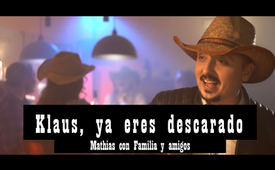 Klaus, ya eres descarado
Mathias con Familia y amigos